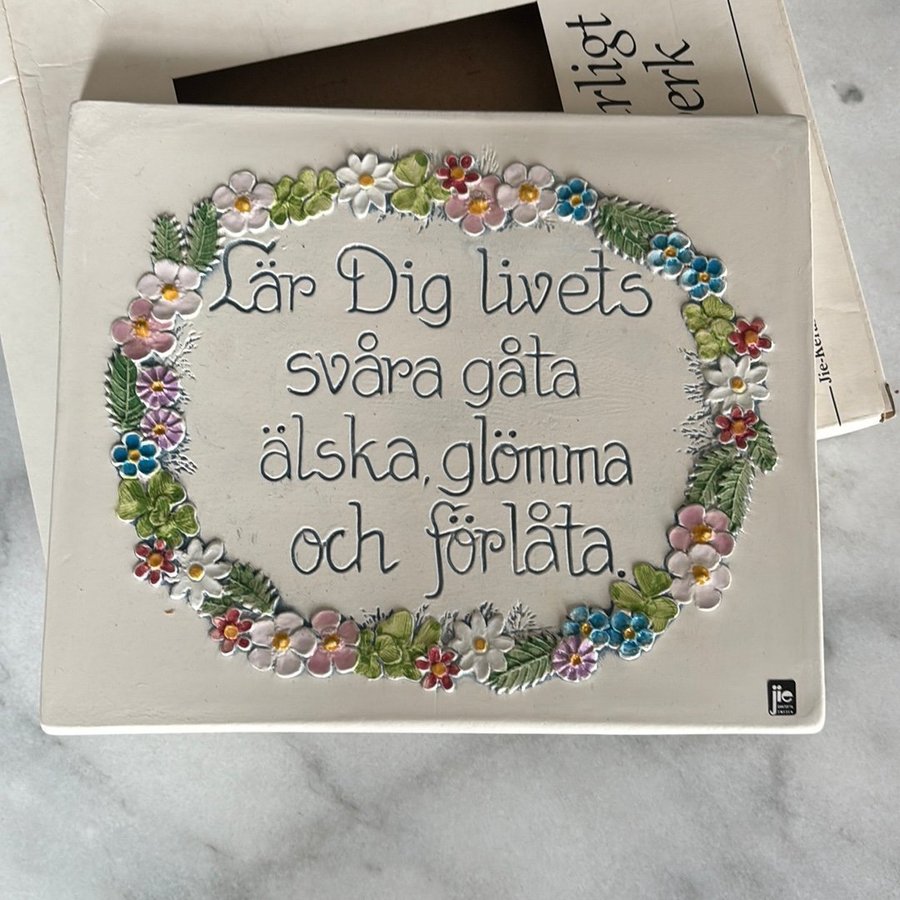 Lär Dig livets
svåra gåta
älska, glömma
och förlåta.
jie